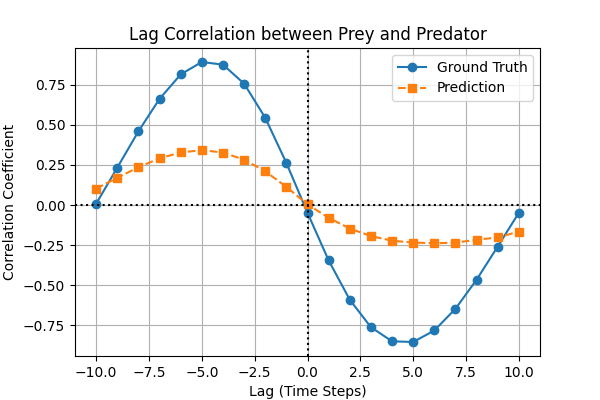 Lag Correlation between Prey and Predator
Ground Truth
Prediction
Correlation Coefficient
0.75
0.50
0.25
0.00
−0.25
−0.50
−0.75
−10.0 −7.5 −5.0 −2.5 0.0 2.5 5.0 7.5 10.0
Lag (Time Steps)